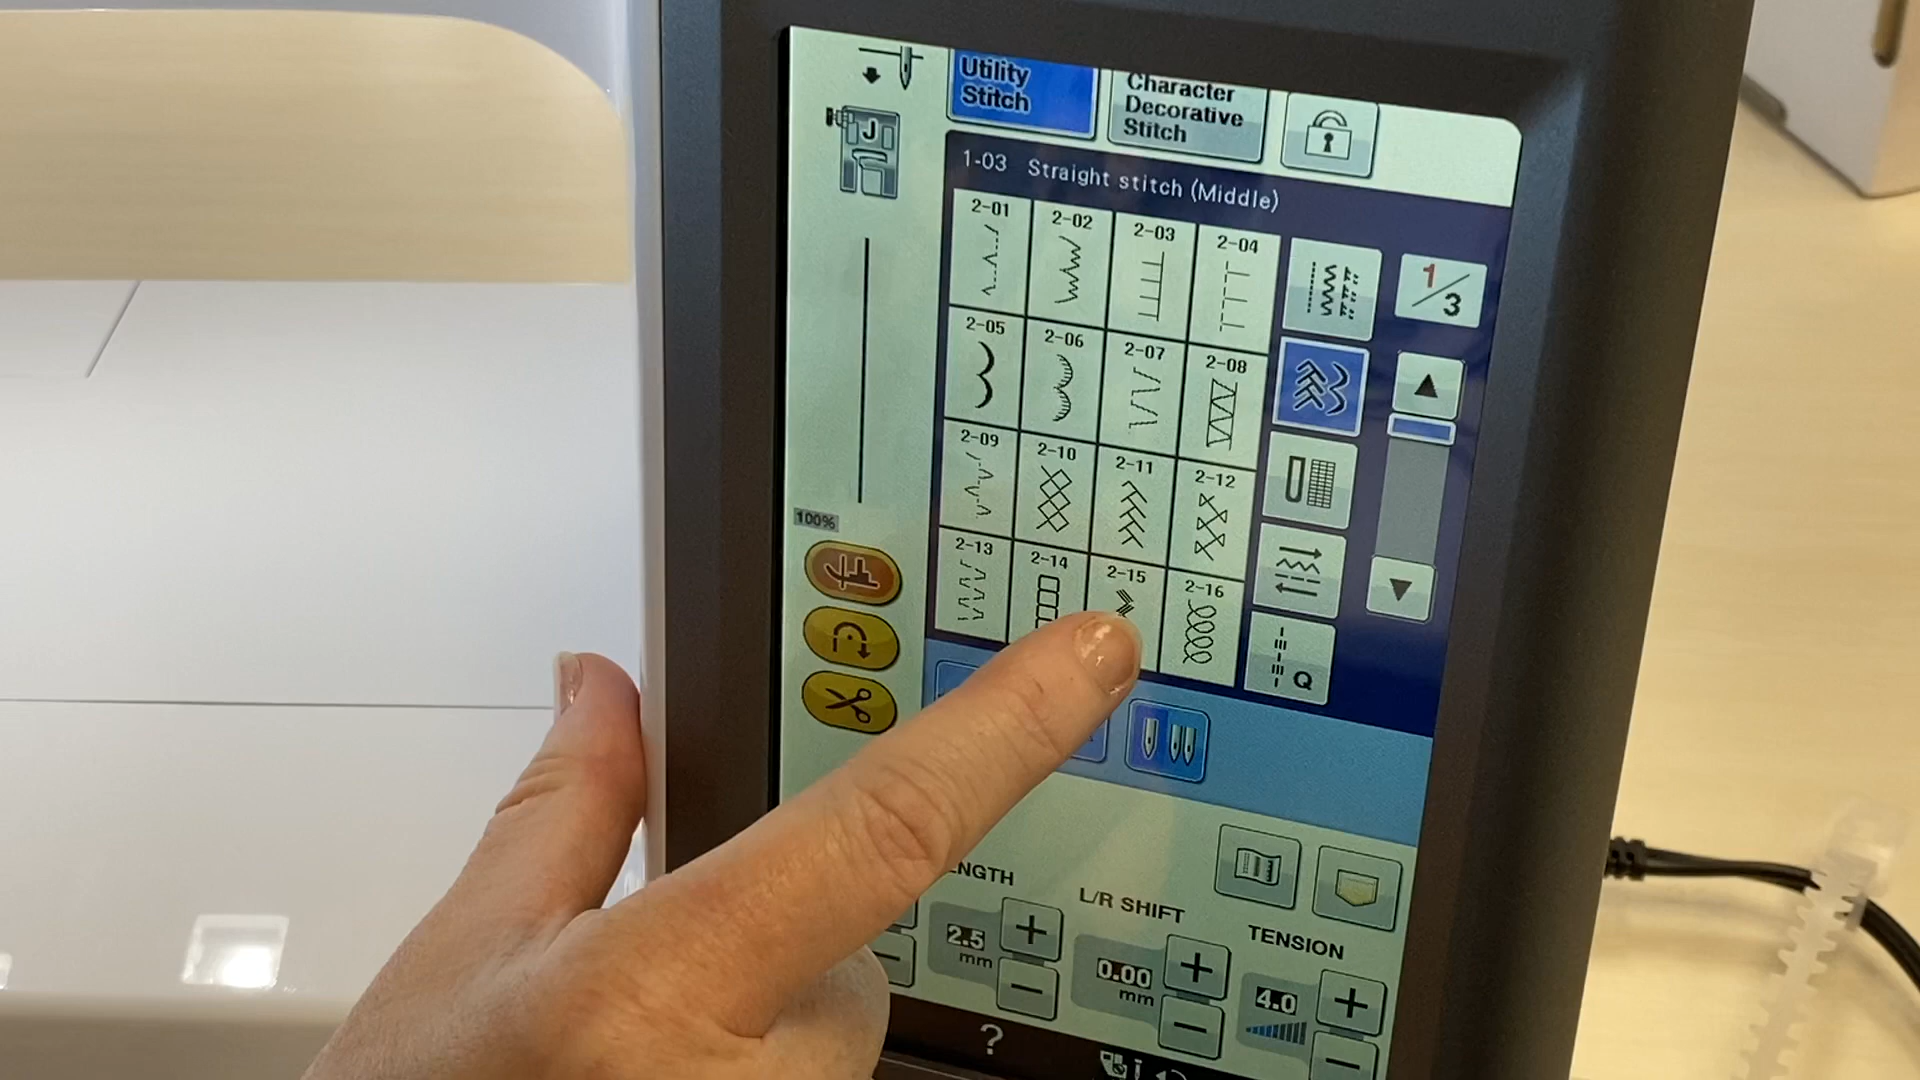 Utility
Stitch
Character
Decorative
Stitch
J
1-03 Straight stitch (Middle)
2-01 2-02 2-03 2-04
1/3
2-05 2-06 2-07 2-08
2-09 2-10 2-11 2-12
100%
2-13 2-14 2-15 2-16
Q
L/R SHIFT
TENSION
2.5
mm
0.00
mm
4.0
?